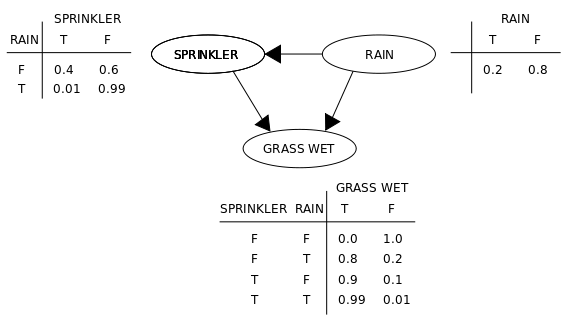 SPRINKLER
RAIN T F
F 0.4 0.6
T 0.01 0.99
SPRINKLER
RAIN
RAIN
T F
0.2 0.8
GRASS WET
GRASS WET
SPRINKLER RAIN T F
F F 0.0 1.0
F T 0.8 0.2
T F 0.9 0.1
T T 0.99 0.01